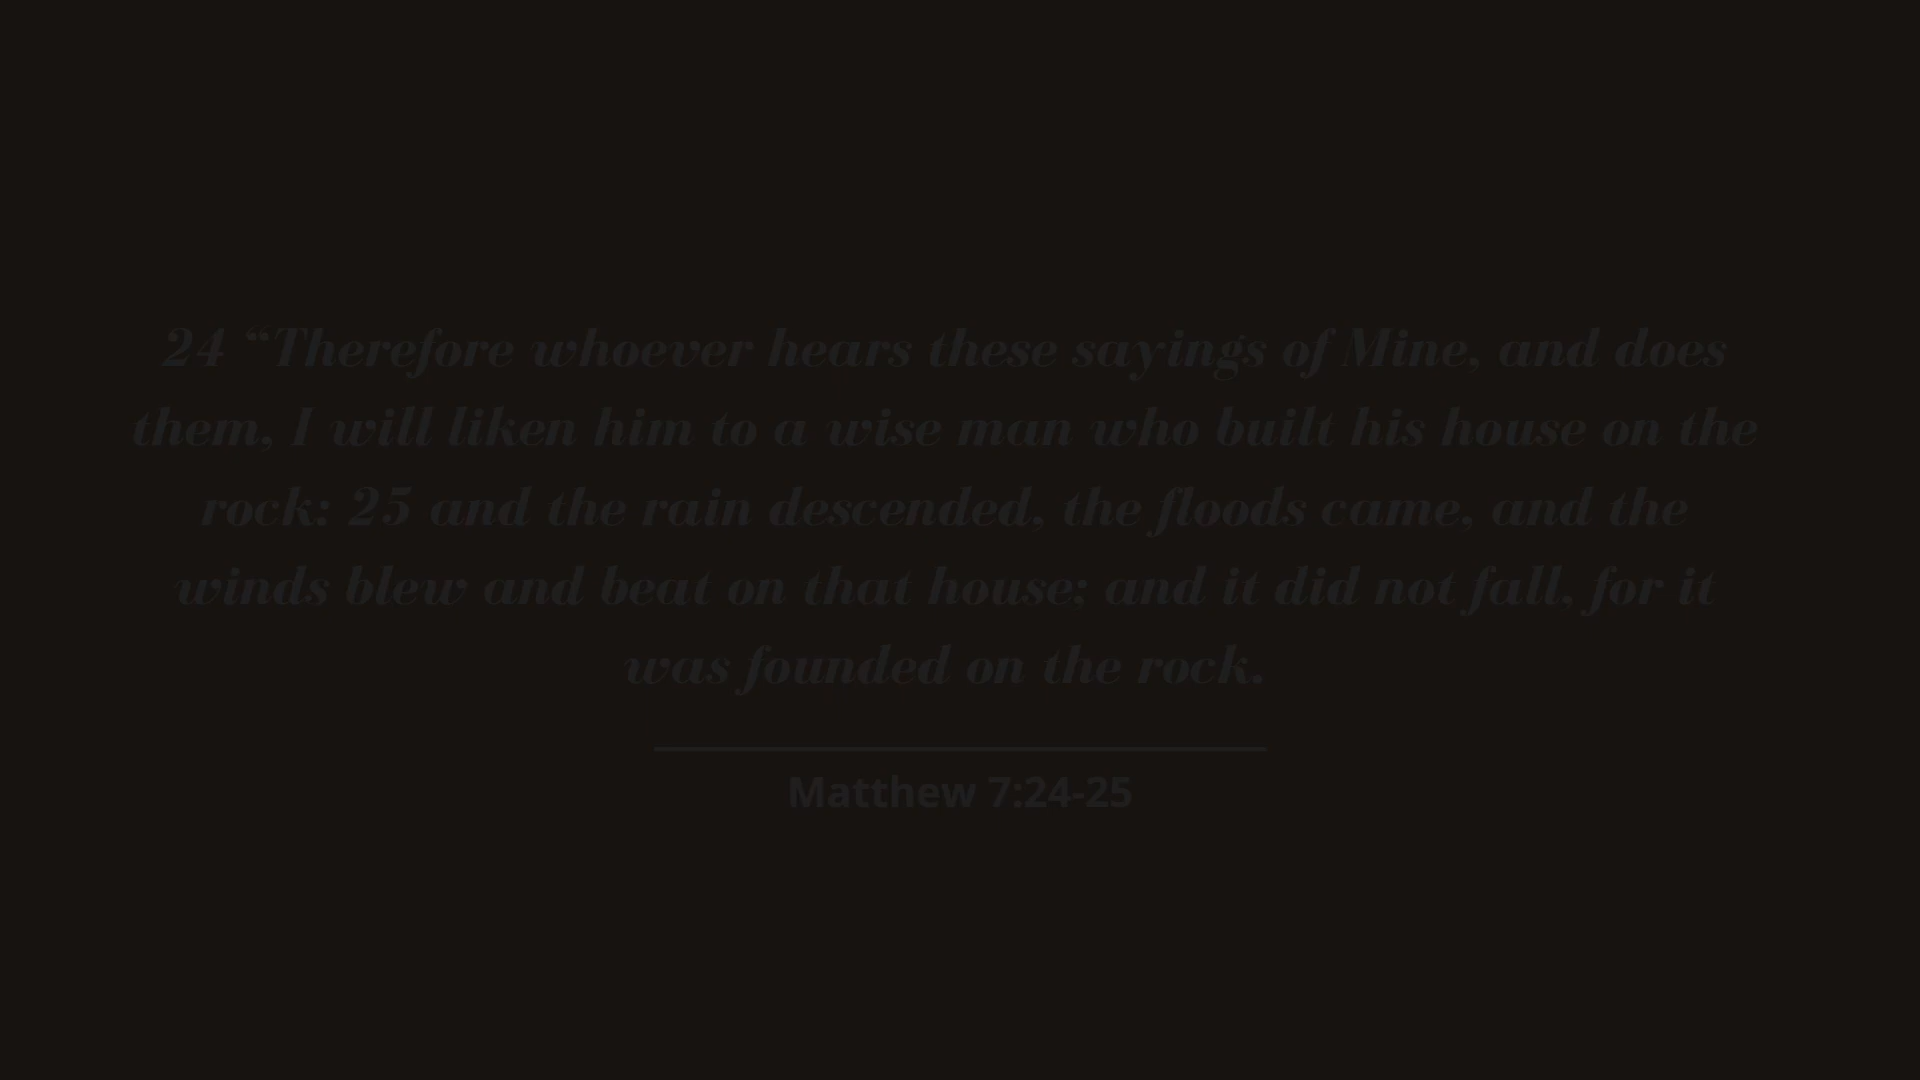 24 “Therefore whoever hears these sayings of Mine, and does
them, I will liken him to a wise man who built his house on the
rock: 25 and the rain descended, the floods came, and the
winds blew and beat on that house; and it did not fall, for it
was founded on the rock.
Matthew 7:24-25